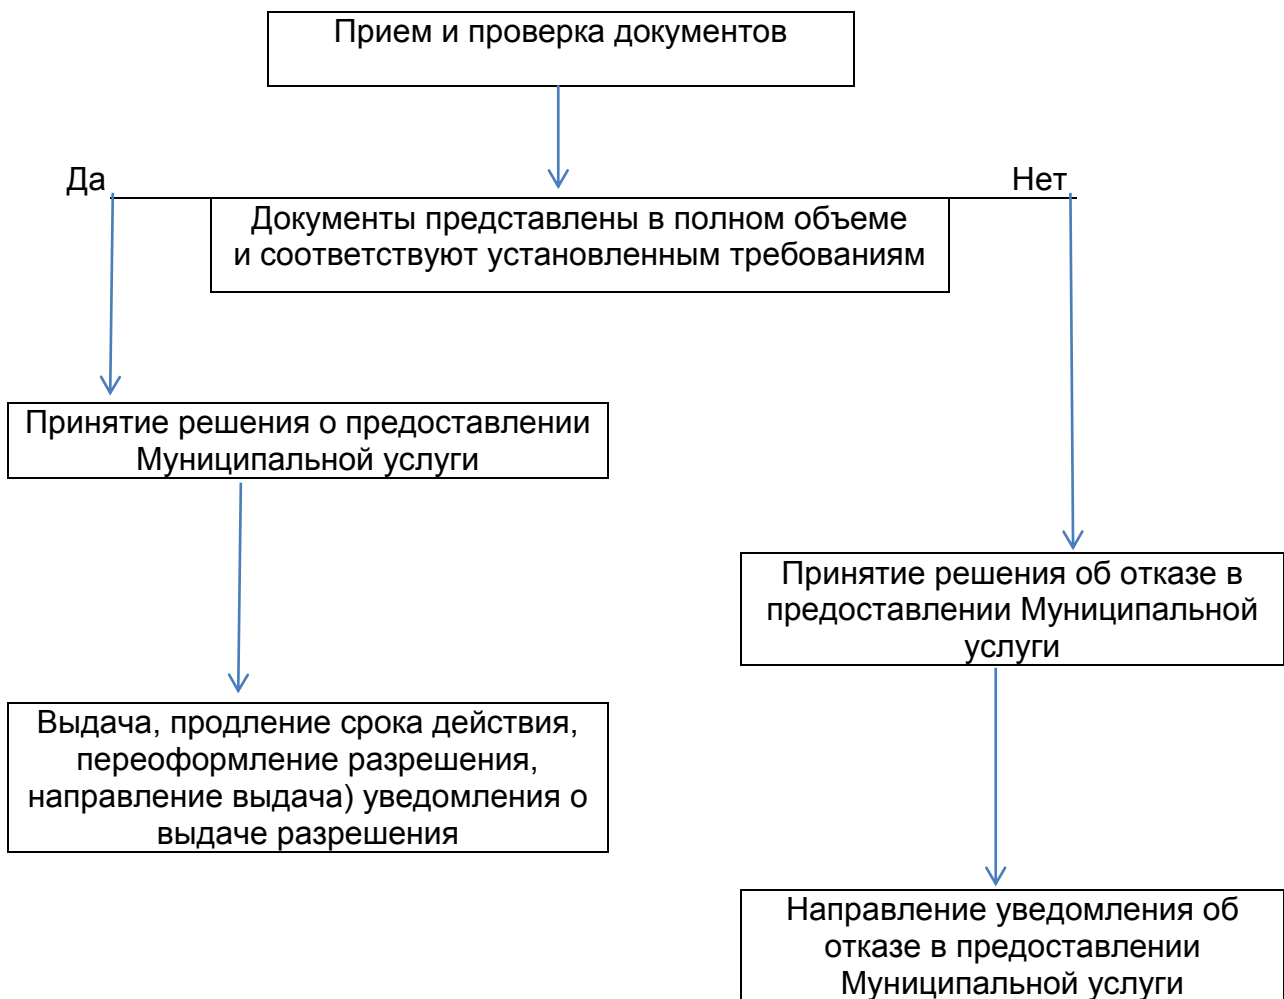 Прием и проверка документов
Да
Нет
Документы представлены в полном объеме
и соответствуют установленным требованиям
Принятие решения о предоставлении
Муниципальной услуги
Принятие решения об отказе в
предоставлении Муниципальной
услуги
Выдача, продление срока действия,
переоформление разрешения,
направление выдача) уведомления о
выдаче разрешения
Направление уведомления об
отказе в предоставлении
Муниципальной услуги